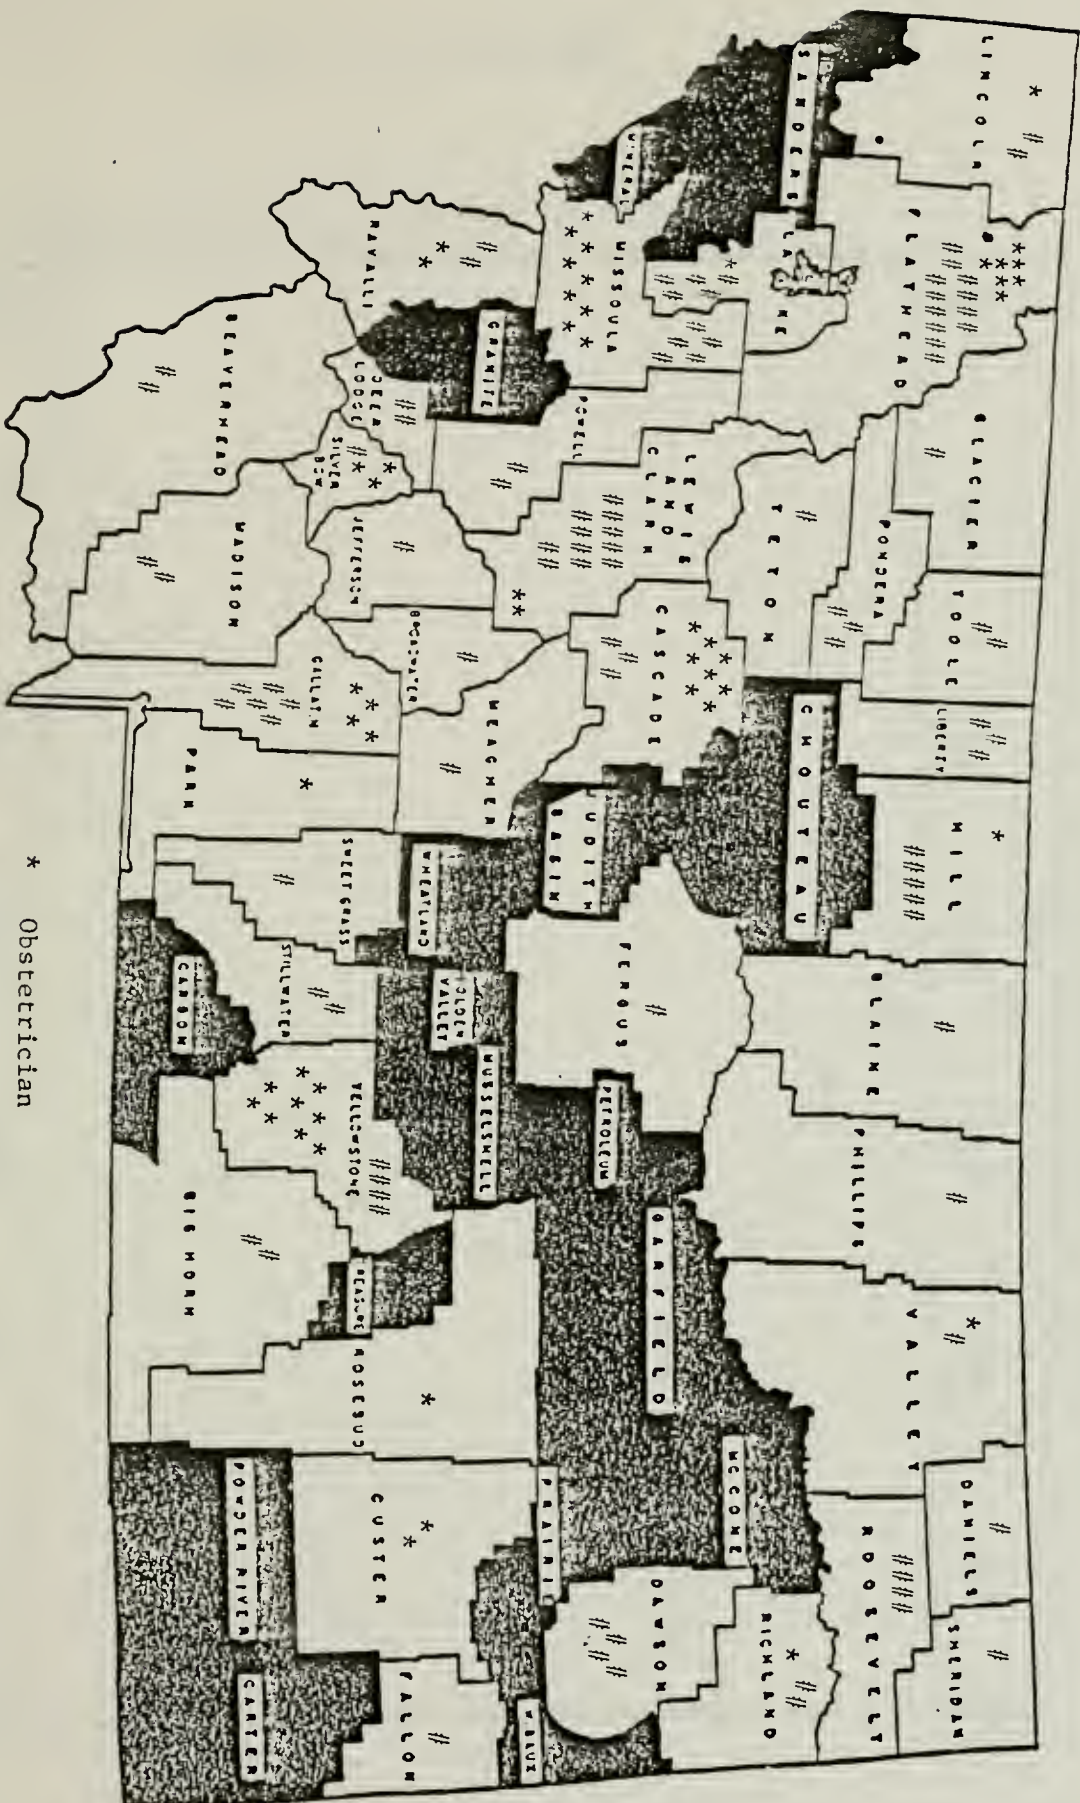 LINCOLN
* # #
FLATHEAD
*** *** * *
# # # # # # # # # # # # #
GLACIER
#
TOOLE
# #
LIBERTY
# # # #
HILL
*
# # # # #
BLAINE
#
PHILLIPS
#
VALLEY
* #
DANIELS
#
SHERIDAN
#
ROOSEVELT
# # # #
SANDERS
LAKE
PONDERA
# # #
TETON
#
CHOUTEAU
MINERAL
MISSOULA
* * * * * * * * *
POWELL
# #
LEWIS
AND
CLARK
# # # # # # # # # # # #
* *
CASCADE
* * * * * * * *
# # #
JUDITH
BASIN
FERGUS
#
PETROLEUM
GARFIELD
MCCONE
RICHLAND
* # #
DAWSON
# # # #
PRAIRIE
WIBAUX
RAVALLI
# # * *
GRANITE
DEER
LODGE
# #
SILVER
BOW
JEFFERSON
#
BROADWATER
#
MEAGHER
#
WHEATLAND
GOLDEN
VALLEY
MUSSELSHELL
TREASURE
ROSEBUD
*
CUSTER
* *
FALLON
#
BEAVERHEAD
# #
MADISON
# #
GALLATIN
* * * *
PARK
*
SWEET GRASS
#
STILLWATER
# #
CARBON
YELLOWSTONE
# # # #
BIG HORN
# #
POWDER RIVER
CARTER
* Obstetrician